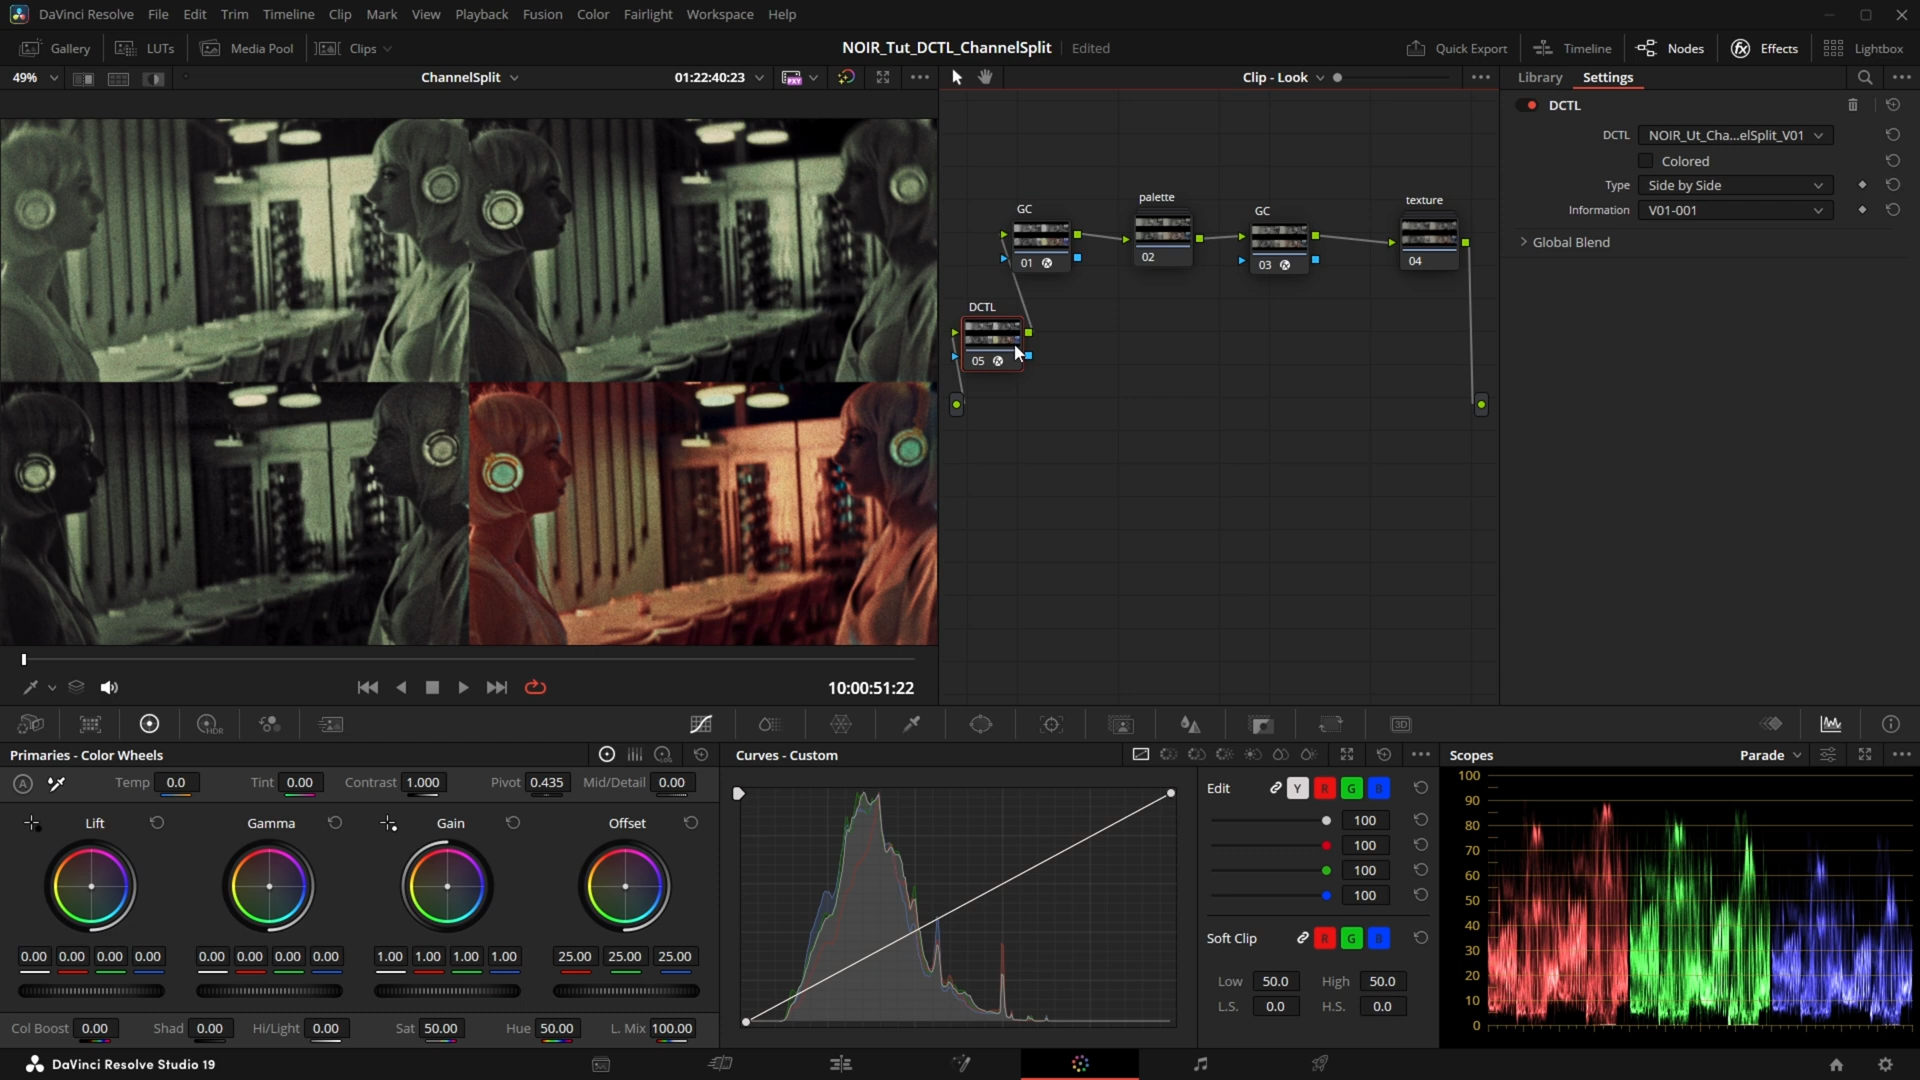 DaVinci Resolve File Edit Trim Timeline Clip Mark View Playback Fusion Color Fairlight Workspace Help
Gallery LUTs Media Pool Clips NOIR_Tut_DCTL_ChannelSplit Edited Quick Export Timeline Nodes Effects Lightbox
49% ChannelSplit 01:22:40:23 Clip - Look Library Settings
DCTL
DCTL NOIR_Ut_Cha...elSplit_V01
Colored
Type Side by Side
Information V01-001
Global Blend
GC palette GC texture
01 02 03 04
DCTL
05
PXY
10:00:51:22
HDR
3D
Primaries - Color Wheels
LOG
A Temp 0.0 Tint 0.00 Contrast 1.000 Pivot 0.435 Mid/Detail 0.00
Lift Gamma Gain Offset
0.00 0.00 0.00 0.00 0.00 0.00 0.00 0.00 1.00 1.00 1.00 1.00 25.00 25.00 25.00
Col Boost 0.00 Shad 0.00 Hi/Light 0.00 Sat 50.00 Hue 50.00 L. Mix 100.00
Curves - Custom
Edit Y R G B
100
100
100
100
Soft Clip R G B
Low 50.0 High 50.0
L.S. 0.0 H.S. 0.0
Scopes Parade
100
90
80
70
60
50
40
30
20
10
0
DaVinci Resolve Studio 19